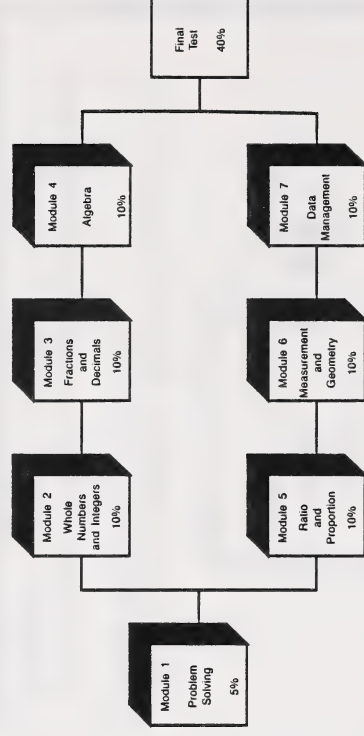 Module 1
Problem
Solving
5%
Module 2
Whole
Numbers
and Integers
10%
Module 3
Fractions
and
Decimals
10%
Module 4
Algebra
10%
Module 5
Ratio
and
Proportion
10%
Module 6
Measurement
and
Geometry
10%
Module 7
Data
Management
10%
Final
Test
40%